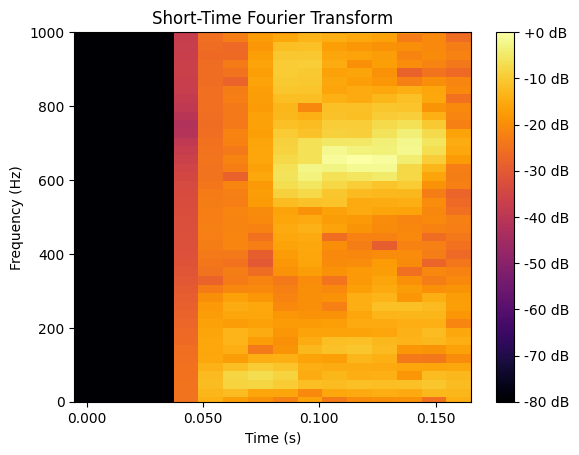 Short-Time Fourier Transform
1000
800
600
400
200
0
Frequency (Hz)
0.000
0.050
0.100
0.150
Time (s)
+0 dB
-10 dB
-20 dB
-30 dB
-40 dB
-50 dB
-60 dB
-70 dB
-80 dB